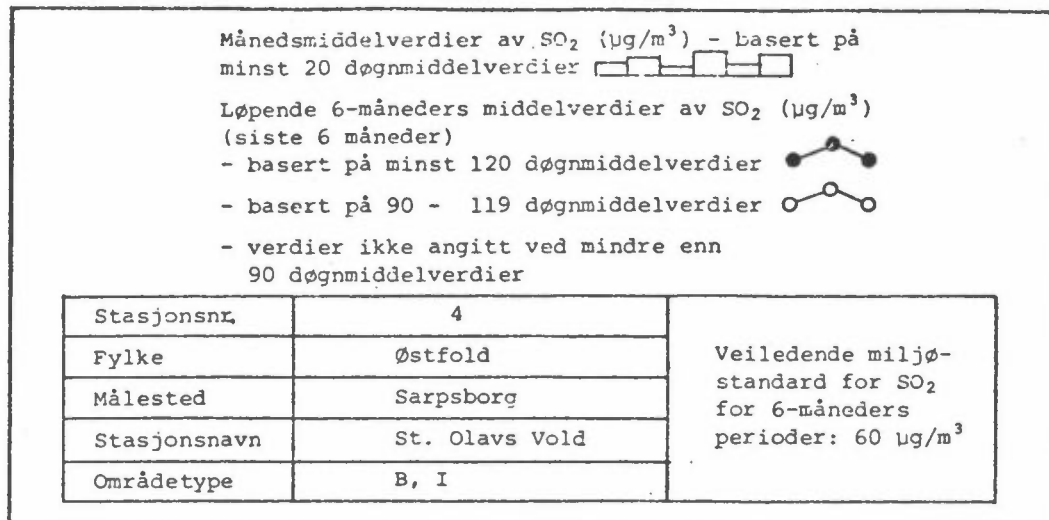 Månedsmiddelverdier av SO₂ (µg/m³) - basert på
minst 20 døgnmiddelverdier
Løpende 6-måneders middelverdier av SO₂ (µg/m³)
(siste 6 måneder)
- basert på minst 120 døgnmiddelverdier
- basert på 90 - 119 døgnmiddelverdier
- verdier ikke angitt ved mindre enn
90 døgnmiddelverdier
Stasjonsnr. 4
Fylke Østfold
Målested Sarpsborg
Stasjonsnavn St. Olavs Vold
Områdetype B, I
Veiledende miljø-
standard for SO₂
for 6-måneders
perioder: 60 µg/m³